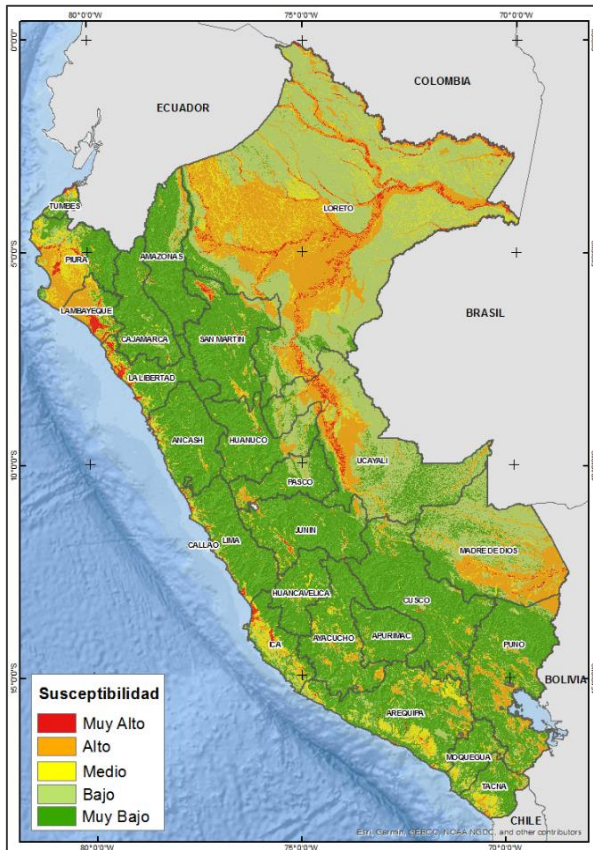 80°0'0"O
75°0'0"O
70°0'0"O
0°0'0"
COLOMBIA
ECUADOR
TUMBES
LORETO
AMAZONAS
5°0'0"S
PIURA
LAMBAYEQUE
BRASIL
CAJAMARCA
SAN MARTIN
LA LIBERTAD
ANCASH
HUANUCO
UCAYALI
PASCO
JUNIN
LIMA
CALLAO
MADRE DE DIOS
HUANCAVELICA
CUSCO
AYACUCHO
APURIMAC
ICA
PUNO
15°0'0"S
BOLIVIA
Susceptibilidad
Muy Alto
Alto
Medio
Bajo
Muy Bajo
AREQUIPA
MOQUEGUA
TACNA
CHILE
Esri, Garmin, GEBCO, NOAA NGDC, and other contributors
80°0'0"O
75°0'0"O
70°0'0"O